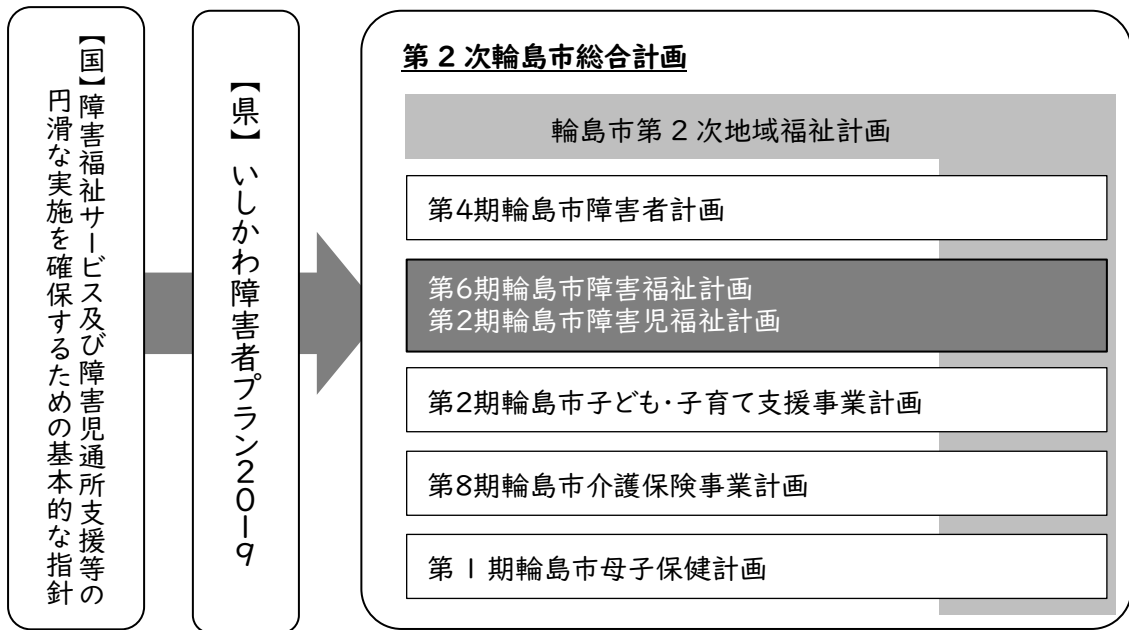 【国】障害福祉サービス及び障害児通所支援等の
円滑な実施を確保するための基本的な指針
【県】いしかわ障害者プラン2019
第2次輪島市総合計画
輪島市第2次地域福祉計画
第4期輪島市障害者計画
第6期輪島市障害福祉計画
第2期輪島市障害児福祉計画
第2期輪島市子ども・子育て支援事業計画
第8期輪島市介護保険事業計画
第1期輪島市母子保健計画